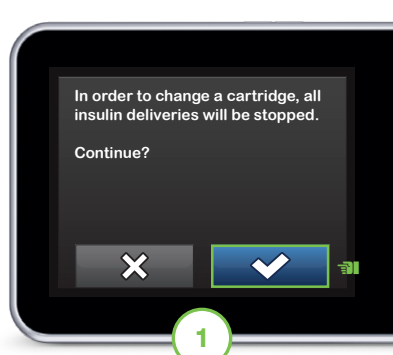 In order to change a cartridge, all
insulin deliveries will be stopped.
Continue?
1